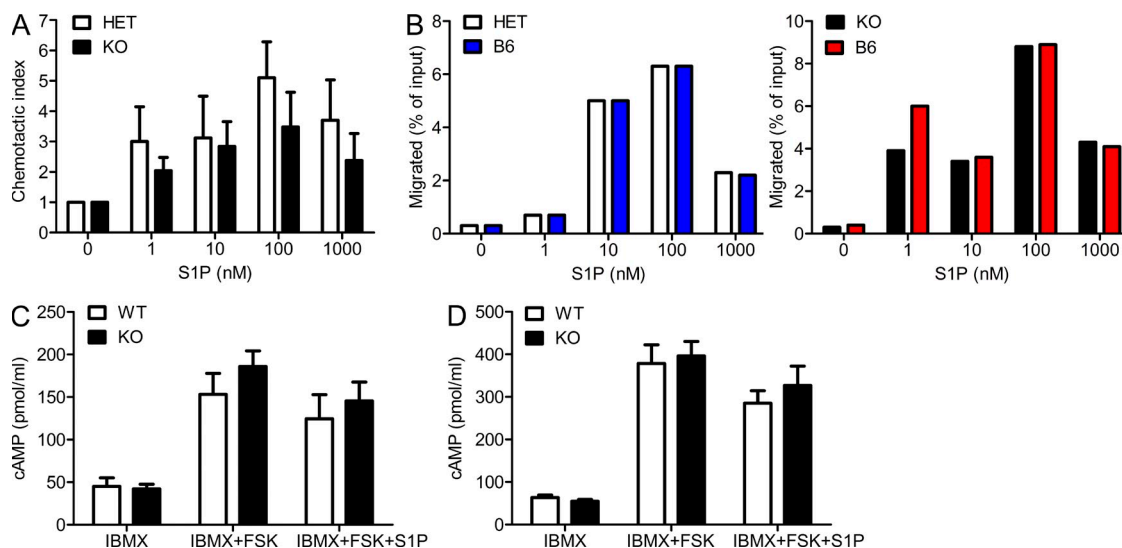 A
HET
KO
Chemotactic index
7
6
5
4
3
2
1
0
0 1 10 100 1000
S1P (nM)
B
HET
B6
Migrated (% of input)
8
6
4
2
0
0 1 10 100 1000
S1P (nM)
KO
B6
Migrated (% of input)
10
8
6
4
2
0
0 1 10 100 1000
S1P (nM)
C
WT
KO
cAMP (pmol/ml)
250
200
150
100
50
0
IBMX IBMX+FSK IBMX+FSK+S1P
D
WT
KO
cAMP (pmol/ml)
500
400
300
200
100
0
IBMX IBMX+FSK IBMX+FSK+S1P